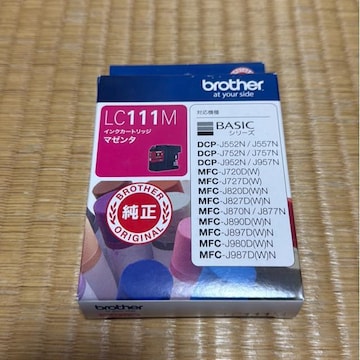 brother
at your side
LC111M
インクカートリッジ
マゼンタ
BROTHER
純正
ORIGINAL
対応機種
BASIC
シリーズ
DCP-J552N / J557N
DCP-J752N / J757N
DCP-J952N / J957N
MFC-J720D(W)
MFC-J727D(W)
MFC-J820D(W)N
MFC-J827D(W)N
MFC-J870N / J877N
MFC-J890D(W)N
MFC-J897D(W)N
MFC-J980D(W)N
MFC-J987D(W)N
brother
LC111